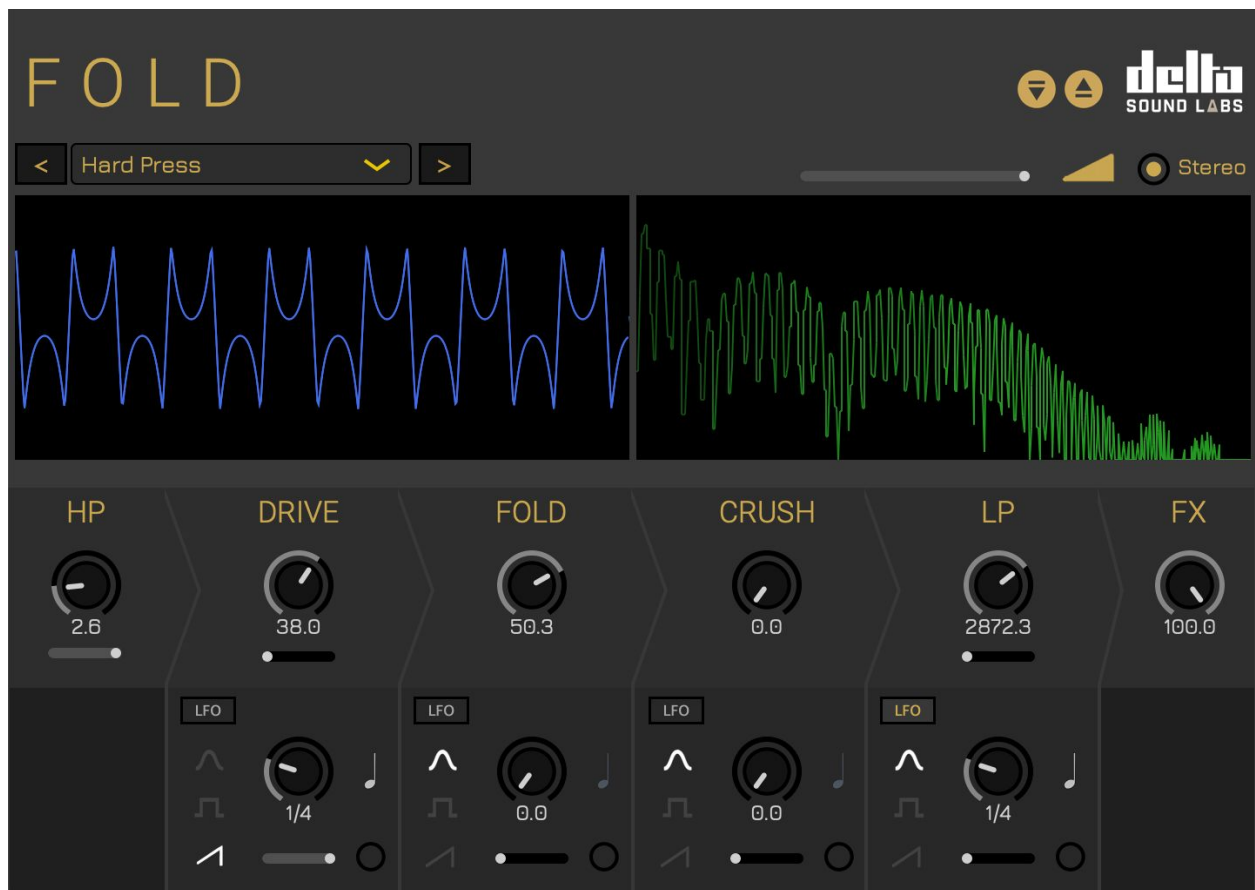 FOLD
delta
SOUND LABS
< Hard Press >
Stereo
HP DRIVE FOLD CRUSH LP FX
2.6 38.0 50.3 0.0 2872.3 100.0
LFO LFO LFO LFO
1/4 0.0 0.0 1/4